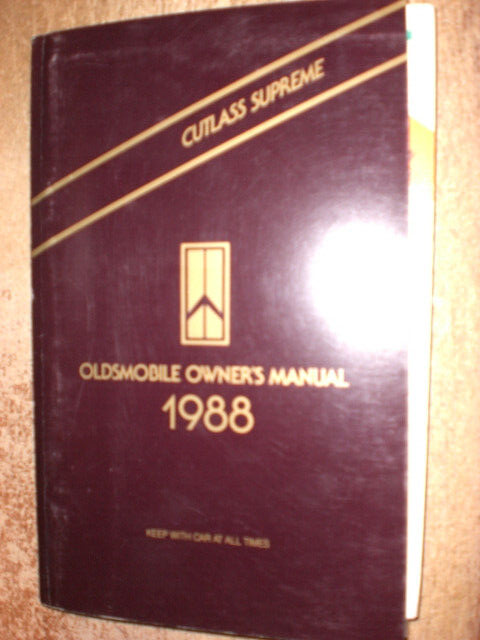 CUTLASS SUPREME
OLDSMOBILE OWNER'S MANUAL
1988
KEEP WITH CAR AT ALL TIMES